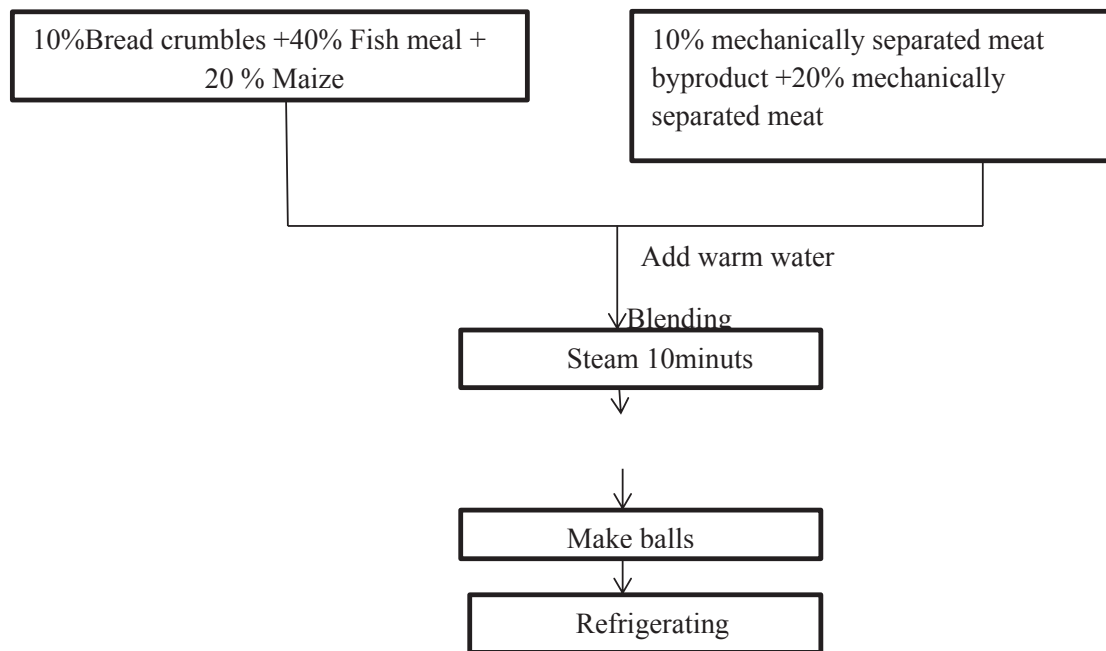 10%Bread crumbles +40% Fish meal +
20 % Maize
10% mechanically separated meat
byproduct +20% mechanically
separated meat
Add warm water
Blending
Steam 10minuts
Make balls
Refrigerating